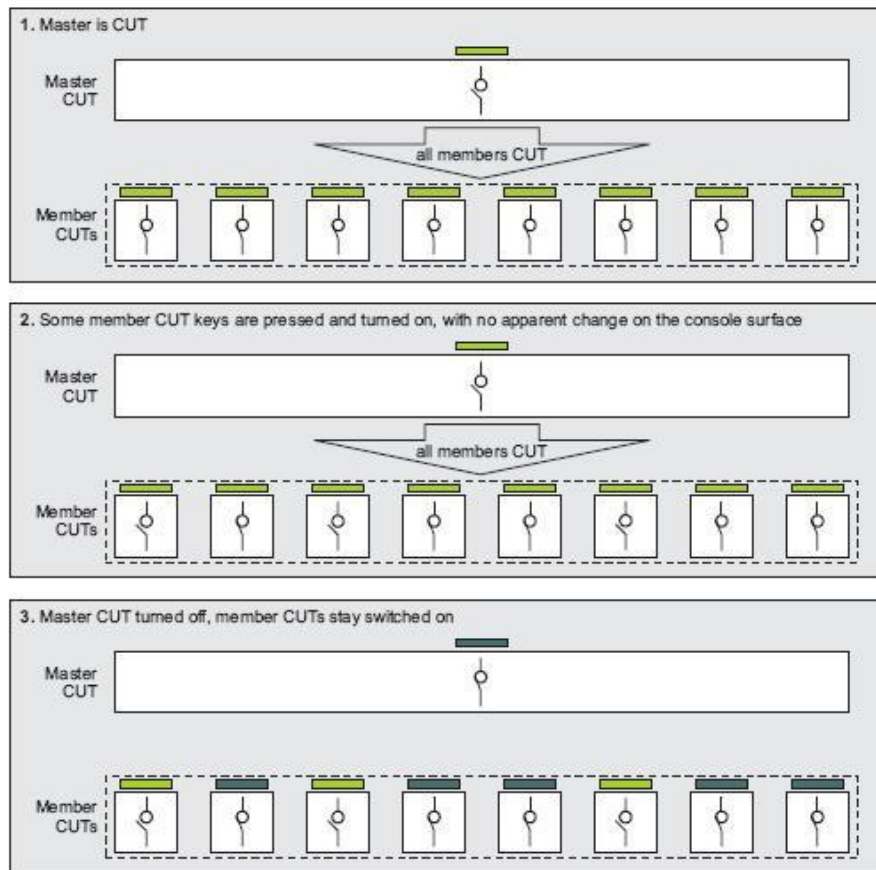 1. Master is CUT
Master
CUT
all members CUT
Member
CUTs
2. Some member CUT keys are pressed and turned on, with no apparent change on the console surface
Master
CUT
all members CUT
Member
CUTs
3. Master CUT turned off, member CUTs stay switched on
Master
CUT
Member
CUTs